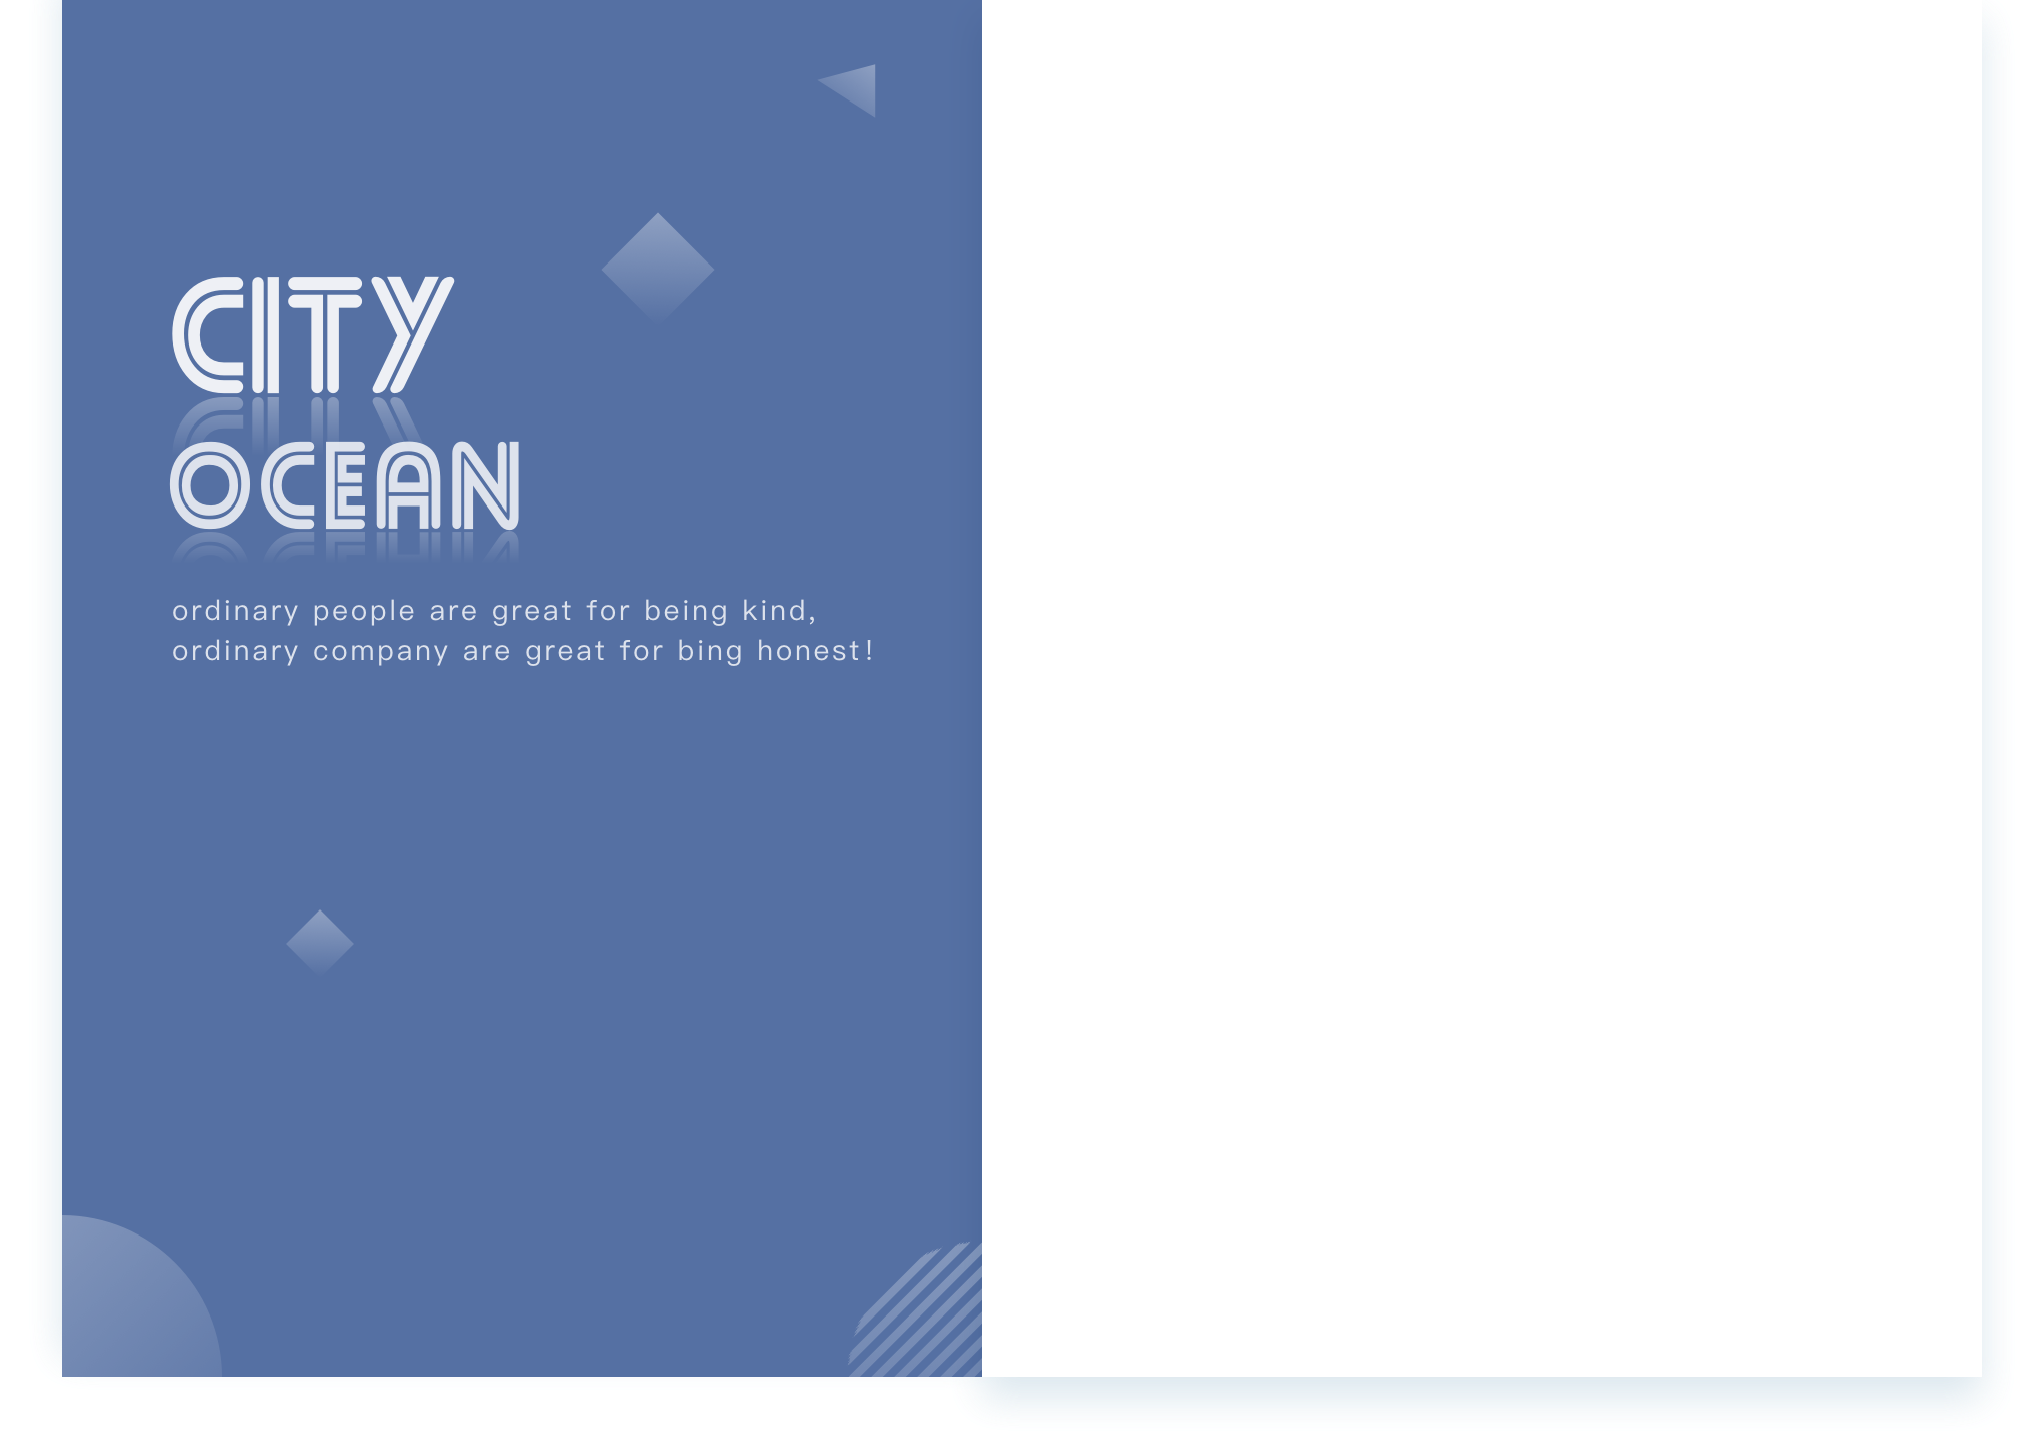 CITY
OCEAN
ordinary people are great for being kind,
ordinary company are great for bing honest!